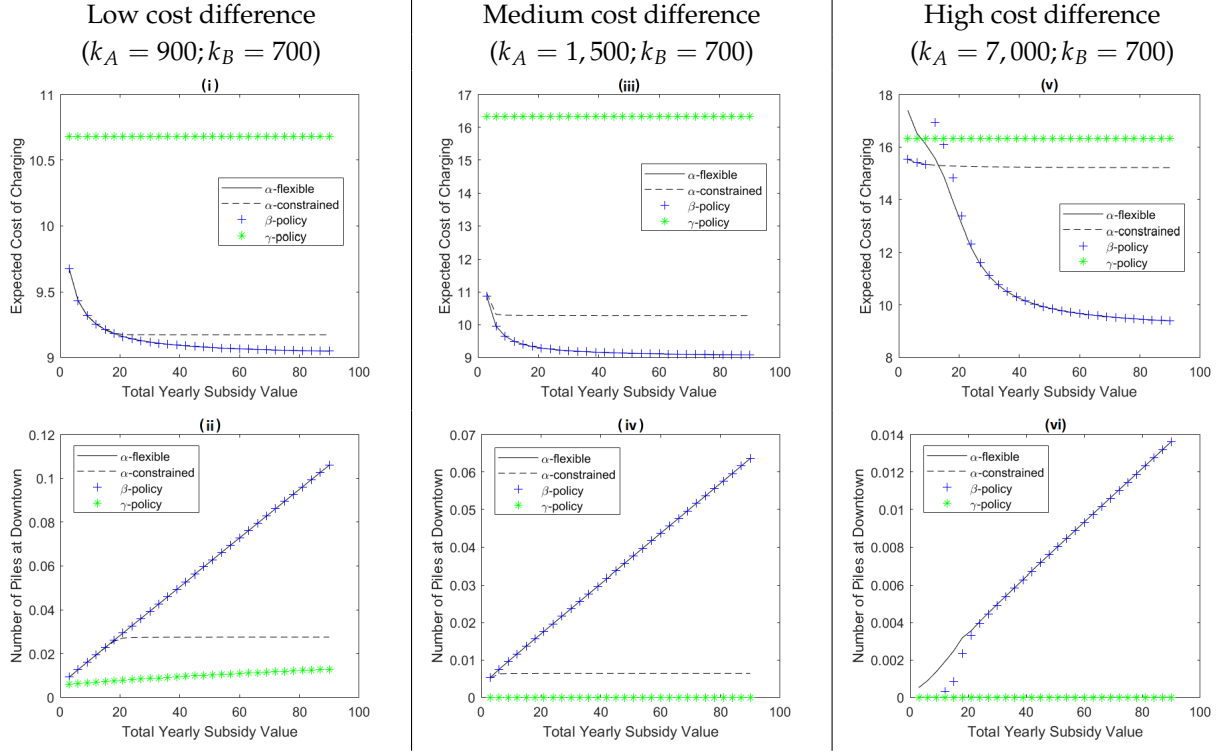 Low cost difference
(k_A = 900; k_B = 700)
Medium cost difference
(k_A = 1,500; k_B = 700)
High cost difference
(k_A = 7,000; k_B = 700)
(i)
11
10.5
10
9.5
9
Expected Cost of Charging
α-flexible
α-constrained
β-policy
γ-policy
0 20 40 60 80 100
Total Yearly Subsidy Value
(iii)
17
16
15
14
13
12
11
10
9
Expected Cost of Charging
α-flexible
α-constrained
β-policy
γ-policy
0 20 40 60 80 100
Total Yearly Subsidy Value
(v)
18
16
14
12
10
8
Expected Cost of Charging
α-flexible
α-constrained
β-policy
γ-policy
0 20 40 60 80 100
Total Yearly Subsidy Value
(ii)
0.12
0.1
0.08
0.06
0.04
0.02
0
Number of Piles at Downtown
α-flexible
α-constrained
β-policy
γ-policy
0 20 40 60 80 100
Total Yearly Subsidy Value
(iv)
0.07
0.06
0.05
0.04
0.03
0.02
0.01
0
Number of Piles at Downtown
α-flexible
α-constrained
β-policy
γ-policy
0 20 40 60 80 100
Total Yearly Subsidy Value
(vi)
0.014
0.012
0.01
0.008
0.006
0.004
0.002
0
Number of Piles at Downtown
α-flexible
α-constrained
β-policy
γ-policy
0 20 40 60 80 100
Total Yearly Subsidy Value